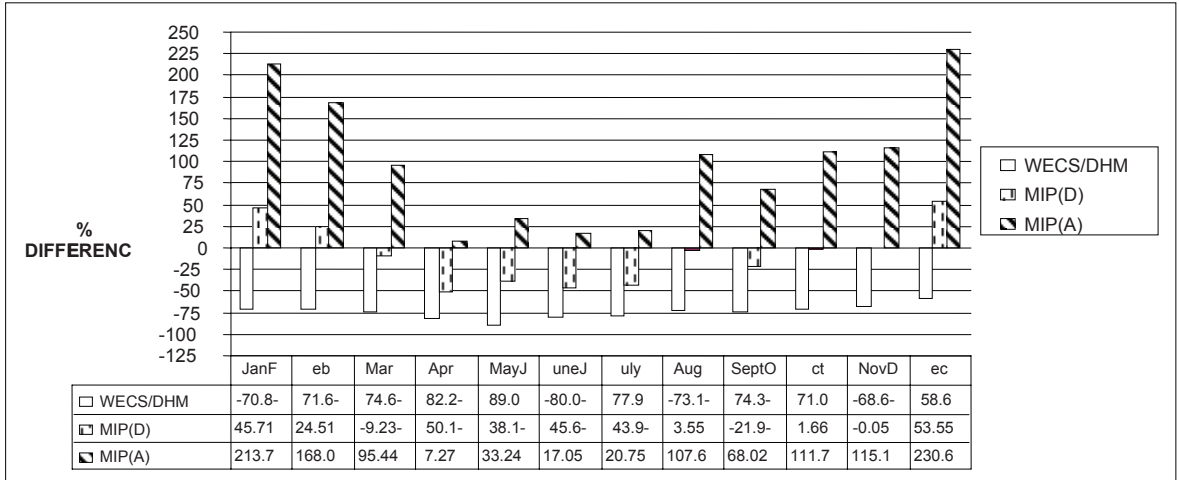 250
225
200
175
150
125
100
75
50
25
0
-25
-50
-75
-100
-125
%
DIFFERENC
WECS/DHM
MIP(D)
MIP(A)
JanF eb Mar Apr MayJ uneJ uly Aug SeptO ct NovD ec
WECS/DHM -70.8- 71.6- 74.6- 82.2- 89.0 -80.0- 77.9 -73.1- 74.3- 71.0 -68.6- 58.6
MIP(D) 45.71 24.51 -9.23- 50.1- 38.1- 45.6- 43.9- 3.55 -21.9- 1.66 -0.05 53.55
MIP(A) 213.7 168.0 95.44 7.27 33.24 17.05 20.75 107.6 68.02 111.7 115.1 230.6